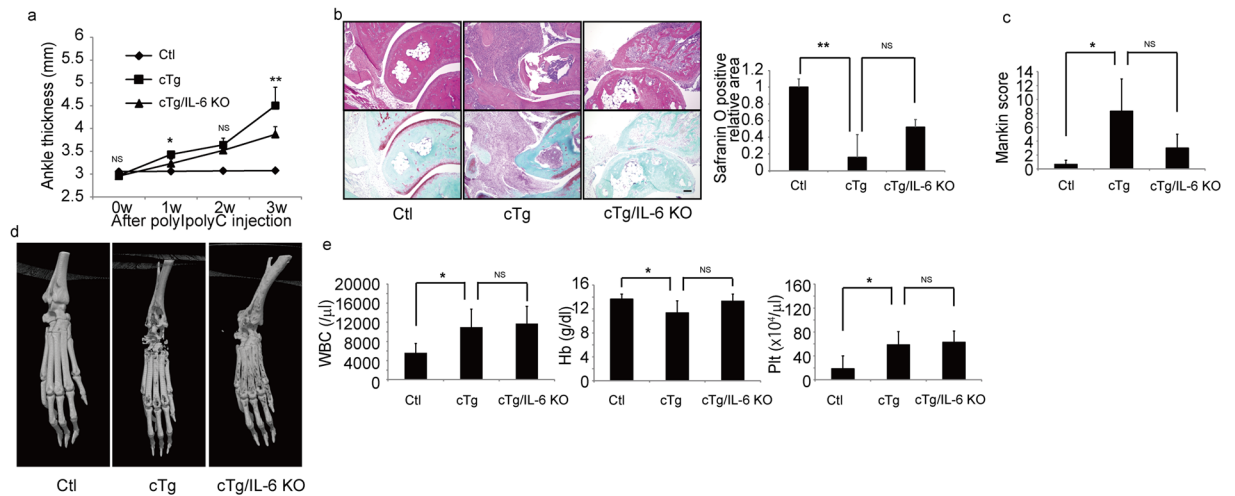 a
Ankle thickness (mm)
6
5.5
5
4.5
4
3.5
3
2.5
Ctl
cTg
cTg/IL-6 KO
NS
*
NS
**
0w 1w 2w 3w
After polyIpolyC injection
b
Ctl cTg cTg/IL-6 KO
Safranin O positive
relative area
1.2
1
0.8
0.6
0.4
0.2
0
** NS
Ctl cTg cTg/IL-6 KO
c
Mankin score
14
12
10
8
6
4
2
0
* NS
Ctl cTg cTg/IL-6 KO
d
Ctl cTg cTg/IL-6 KO
e
WBC (/μl)
20000
16000
12000
8000
4000
0
* NS
Ctl cTg cTg/IL-6 KO
Hb (g/dl)
16
12
8
4
0
* NS
Ctl cTg cTg/IL-6 KO
Plt (x10⁴/μl)
160
120
80
40
0
* NS
Ctl cTg cTg/IL-6 KO